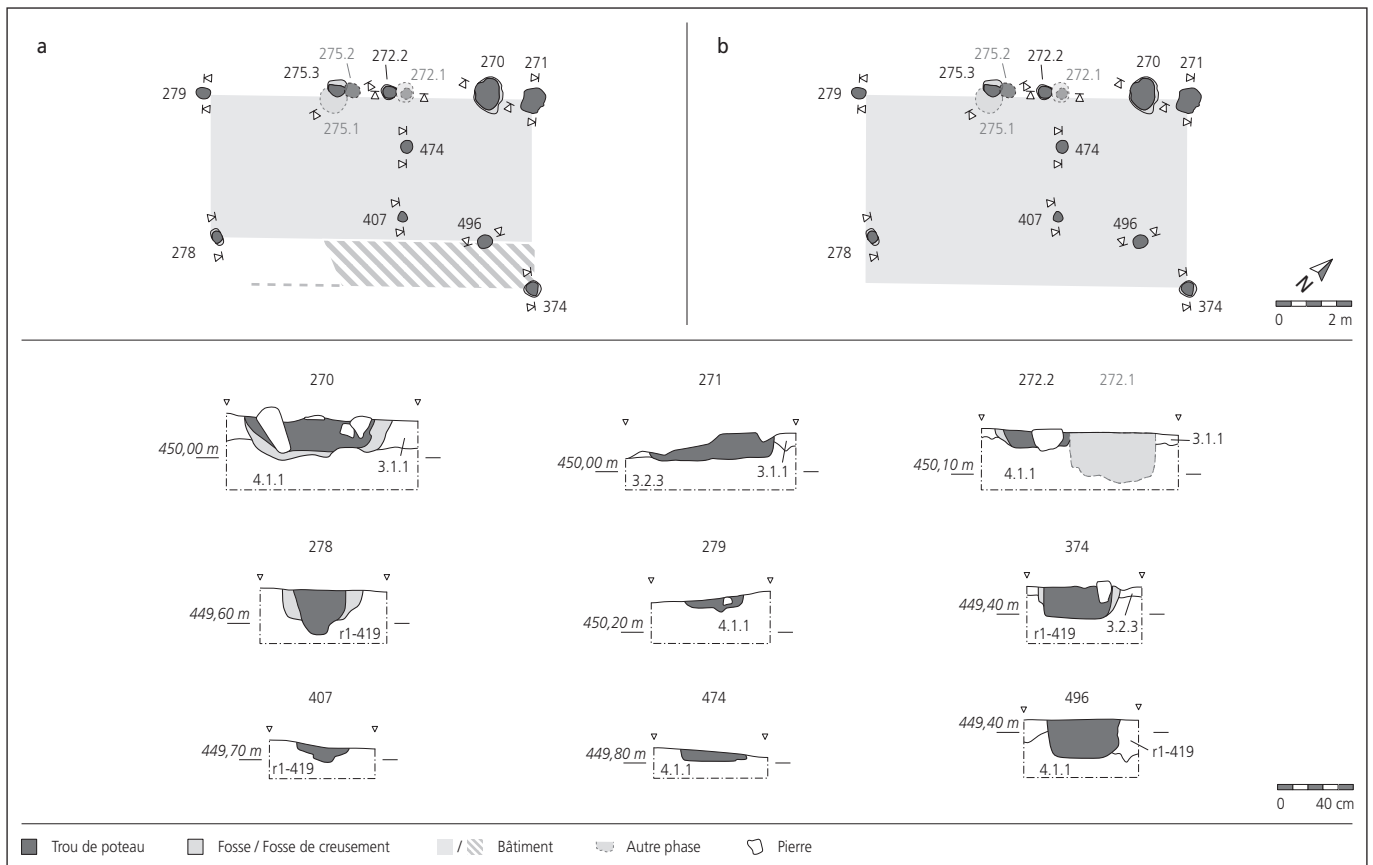 a
275.2
272.2
275.3
272.1
270
271
279
275.1
474
407
496
278
374
b
275.2
272.2
275.3
272.1
270
271
279
275.1
474
407
496
278
374
N
0 2 m
270
450,00 m
4.1.1
3.1.1
271
450,00 m
3.2.3
3.1.1
272.2 272.1
450,10 m
4.1.1
3.1.1
278
449,60 m
r1-419
279
450,20 m
4.1.1
374
449,40 m
r1-419
3.2.3
407
449,70 m
r1-419
474
449,80 m
4.1.1
496
449,40 m
4.1.1
r1-419
0 40 cm
Trou de poteau Fosse / Fosse de creusement / Bâtiment Autre phase Pierre